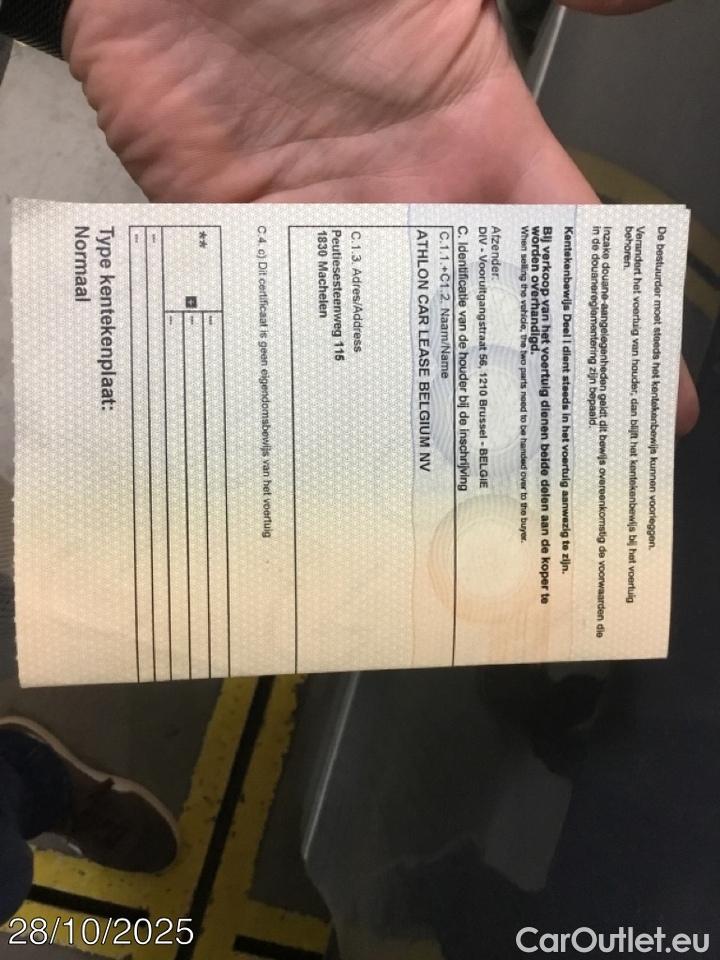 De bestuurder moet steeds het kentekenbewijs kunnen voorleggen.
Verandert het voertuig van houder, dan blijft het kentekenbewijs bij het voertuig
behoren.
Inzake douane-aangelegenheden geldt dit bewijs overeenkomstig de voorwaarden die
in de douanereglementering zijn bepaald.
Kentekenbewijs Deel I dient steeds in het voertuig aanwezig te zijn.
Bij verkoop van het voertuig dienen beide delen aan de koper te
worden overhandigd.
When selling the vehicle, the two parts need to be handed over to the buyer.
Afzender:
DIV - Vooruitgangstraat 56, 1210 Brussel - BELGIE
C. Identificatie van de houder bij de inschrijving
C.1.1.+C1.2. Naam/Name
ATHLON CAR LEASE BELGIUM NV
C.1.3. Adres/Address
Peutiesesteenweg 115
1830 Machelen
C.4. c) Dit certificaat is geen eigendomsbewijs van het voertuig
---
** + ---
---
---
---
Type kentekenplaat:
Normaal
28/10/2025
CarOutlet.eu